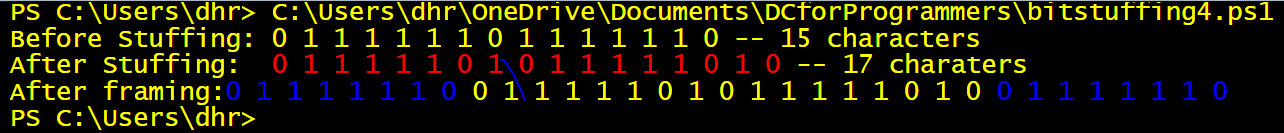 PS C:\Users\dhr> C:\Users\dhr\OneDrive\Documents\DCforProgrammers\bitstuffing4.ps1
Before Stuffing: 0 1 1 1 1 1 1 0 1 1 1 1 1 1 0 -- 15 characters
After Stuffing: 0 1 1 1 1 1 0 1 0 1 1 1 1 1 0 1 0 -- 17 charaters
After framing:0 1 1 1 1 1 1 0 0 1 1 1 1 1 0 1 0 1 1 1 1 1 0 1 0 0 1 1 1 1 1 1 0
PS C:\Users\dhr>